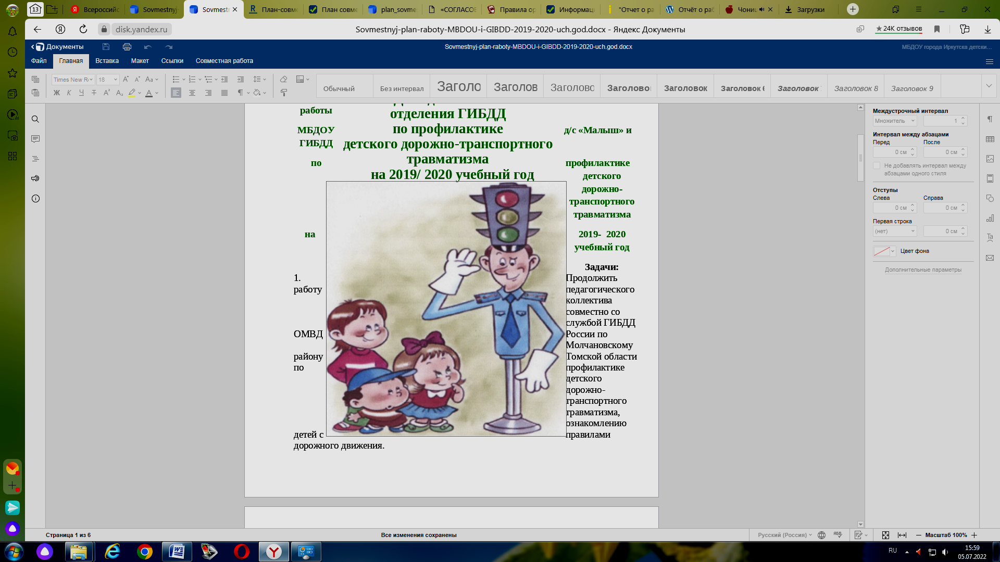 13
Всероссийс
Sovmestnyj-
Sovmestn
План-совме
План совме
plan_sovme
«СОГЛАСОВ
Правила ор
Информаци
"Отчет о ра
Отчёт о раб
Чониш
Загрузки
disk.yandex.ru
Sovmestnyj-plan-raboty-MBDOU-i-GIBDD-2019-2020-uch.god.docx - Яндекс Документы
★ 24K отзывов
Документы
Sovmestnyj-plan-raboty-MBDOU-i-GIBDD-2019-2020-uch.god.docx
МБДОУ города Иркутска детски...
Файл
Главная
Вставка
Макет
Ссылки
Совместная работа
Times New R
18
Обычный
Без интервал
Заголо
Заголов
Заголовс
Заголово
Заголовок
Заголовок 6
Заголовок
Заголовок 8
Заголовок 9
работы
отделения ГИБДД
МБДОУ
по профилактике
д/с «Малыш» и
ГИБДД
детского дорожно-транспортного
травматизма
по
профилактике
на 2019/ 2020 учебный год
детского
дорожно-
транспортного
травматизма
на
2019- 2020
учебный год
Задачи:
1.
Продолжить
работу
педагогического
коллектива
совместно со
службой ГИБДД
ОМВД
России по
Молчановскому
району
Томской области
по
профилактике
детского
дорожно-
транспортного
травматизма,
ознакомлению
детей с
правилами
дорожного движения.
Междустрочный интервал
Множитель
1
Интервал между абзацами
Перед
После
0 см
0 см
Не добавлять интервал между
абзацами одного стиля
Отступы
Слева
Справа
0 см
0 см
Первая строка
(нет)
0 см
Цвет фона
Дополнительные параметры
Страница 1 из 6
Все изменения сохранены
Русский (Россия)
Масштаб 100%
RU
15:59
05.07.2022